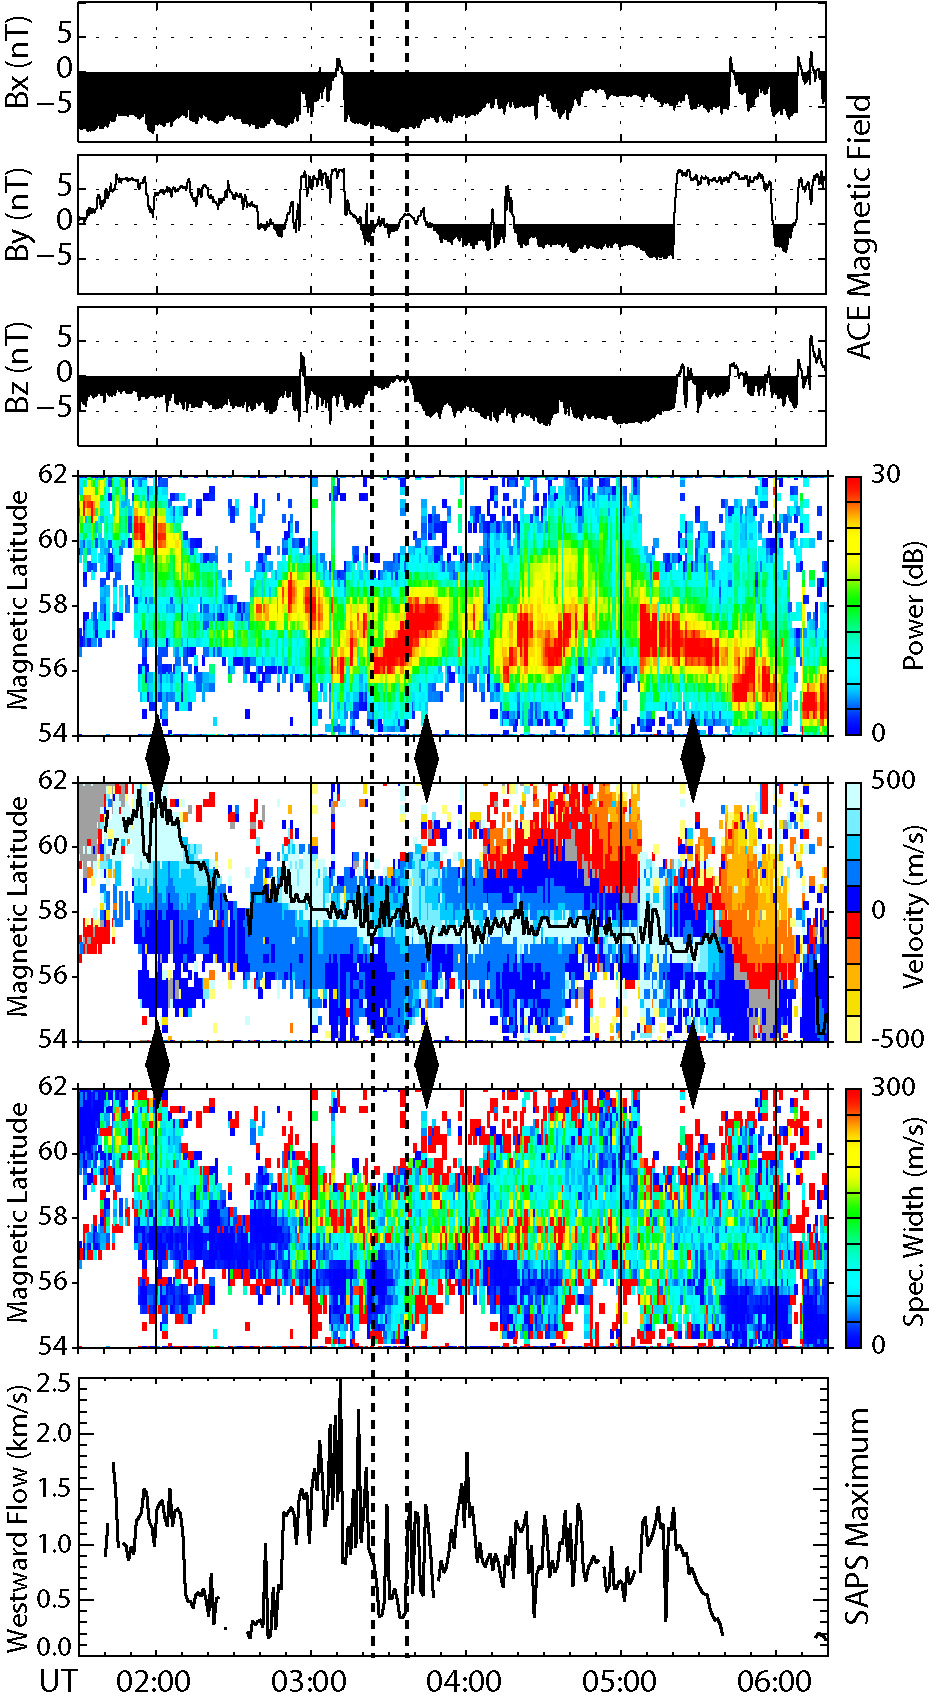 Bx (nT)
5
0
−5
By (nT)
5
0
−5
Bz (nT)
5
0
−5
ACE Magnetic Field
Magnetic Latitude
62
60
58
56
54
30
0
Power (dB)
Magnetic Latitude
62
60
58
56
54
500
0
-500
Velocity (m/s)
Magnetic Latitude
62
60
58
56
54
300
0
Spec. Width (m/s)
Westward Flow (km/s)
2.5
2.0
1.5
1.0
0.5
0.0
SAPS Maximum
UT 02:00 03:00 04:00 05:00 06:00